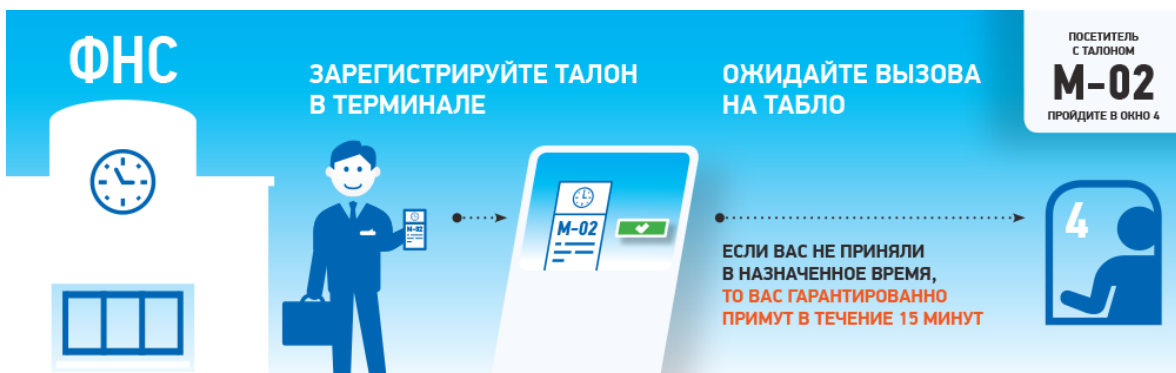 ФНС
ЗАРЕГИСТРИРУЙТЕ ТАЛОН
В ТЕРМИНАЛЕ
М-02
М-02
ОЖИДАЙТЕ ВЫЗОВА
НА ТАБЛО
ЕСЛИ ВАС НЕ ПРИНЯЛИ
В НАЗНАЧЕННОЕ ВРЕМЯ,
ТО ВАС ГАРАНТИРОВАННО
ПРИМУТ В ТЕЧЕНИЕ 15 МИНУТ
ПОСЕТИТЕЛЬ
С ТАЛОНОМ
М-02
ПРОЙДИТЕ В ОКНО 4
4